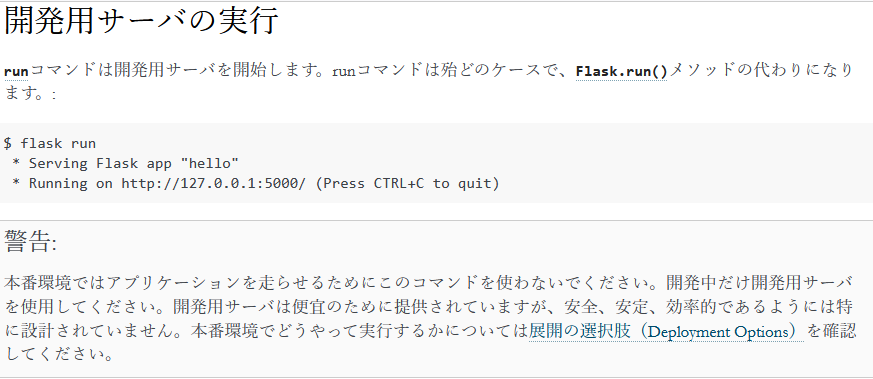 開発用サーバの実行
runコマンドは開発用サーバを開始します。runコマンドは殆どのケースで、Flask.run()メソッドの代わりになり
ます。:
$ flask run
* Serving Flask app "hello"
* Running on http://127.0.0.1:5000/ (Press CTRL+C to quit)
警告:
本番環境ではアプリケーションを走らせるためにこのコマンドを使わないでください。開発中だけ開発用サーバ
を使用してください。開発用サーバは便宜のために提供されていますが、安全、安定、効率的であるようには特
に設計されていません。本番環境でどうやって実行するかについては展開の選択肢（Deployment Options）を確認
してください。